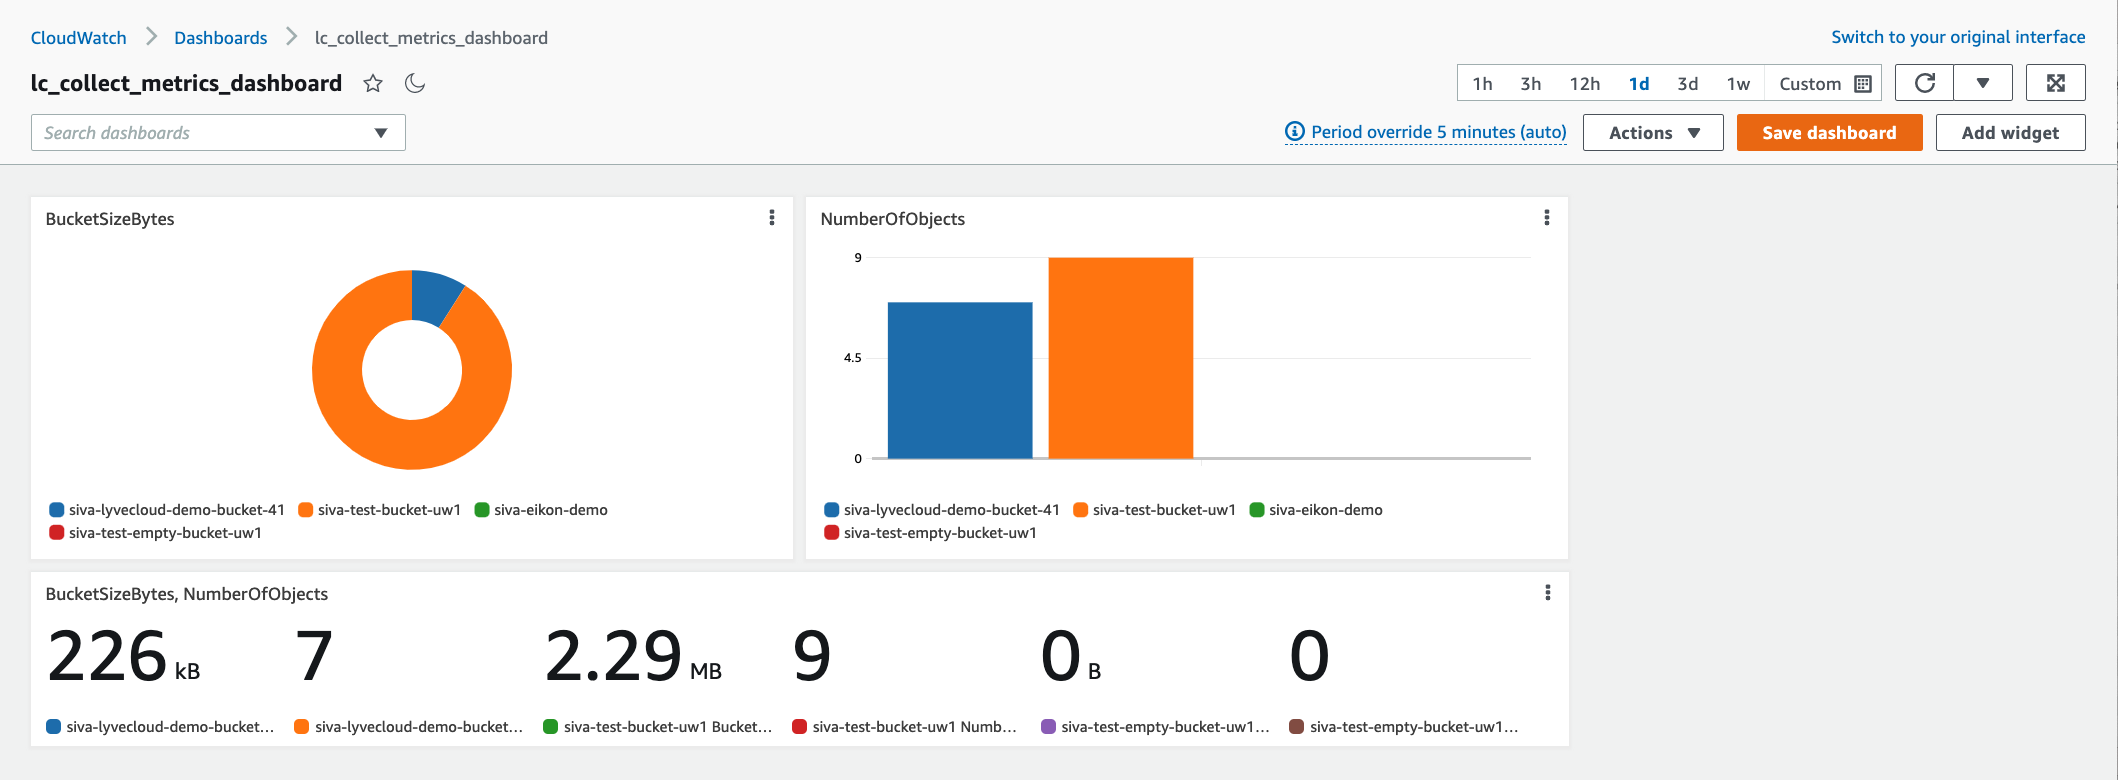 CloudWatch Dashboards lc_collect_metrics_dashboard
Switch to your original interface
lc_collect_metrics_dashboard
1h 3h 12h 1d 3d 1w Custom
Search dashboards
Period override 5 minutes (auto)
Actions
Save dashboard
Add widget
BucketSizeBytes
siva-lyvecloud-demo-bucket-41 siva-test-bucket-uw1 siva-eikon-demo
siva-test-empty-bucket-uw1
NumberOfObjects
9
4.5
0
siva-lyvecloud-demo-bucket-41 siva-test-bucket-uw1 siva-eikon-demo
siva-test-empty-bucket-uw1
BucketSizeBytes, NumberOfObjects
226 kB 7 2.29 MB 9 0 B 0
siva-lyvecloud-demo-bucket... siva-lyvecloud-demo-bucket... siva-test-bucket-uw1 Bucket... siva-test-bucket-uw1 Numb... siva-test-empty-bucket-uw1... siva-test-empty-bucket-uw1...